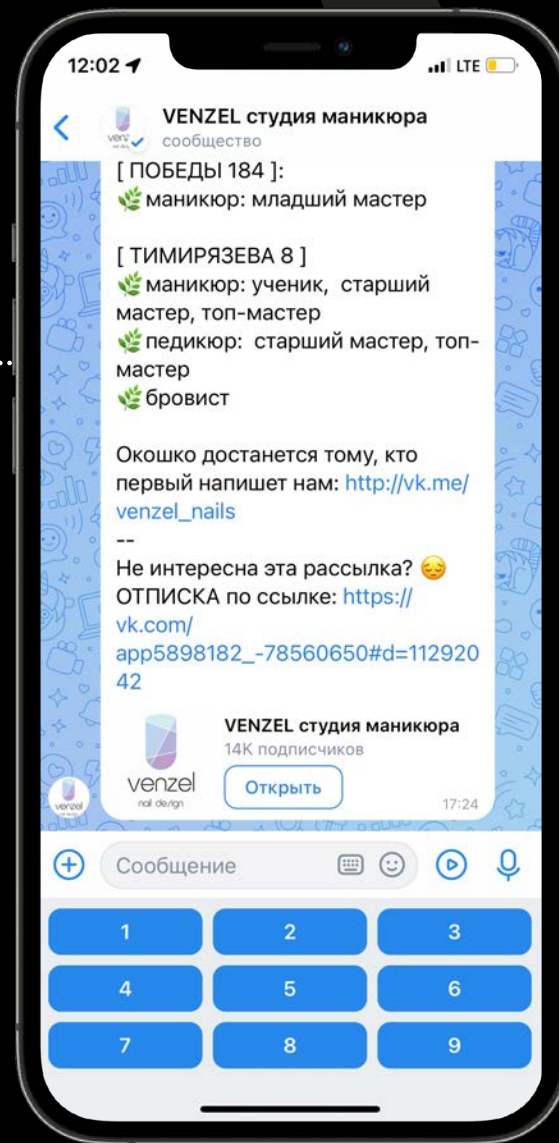 12:02
LTE
VENZEL студия маникюра
сообщество
[ ПОБЕДЫ 184 ]:
🌿маникюр: младший мастер
[ ТИМИРЯЗЕВА 8 ]
🌿маникюр: ученик,  старший
мастер, топ-мастер
🌿педикюр:  старший мастер, топ-
мастер
🌿бровист
Окошко достанется тому, кто
первый напишет нам: http://vk.me/
venzel_nails
--
Не интересна эта рассылка? 😔
ОТПИСКА по ссылке: https://
vk.com/
app5898182_-78560650#d=112920
42
VENZEL студия маникюра
14K подписчиков
venzel
nail de/ign
Открыть
17:24
venzel
Сообщение
1 2 3
4 5 6
7 8 9